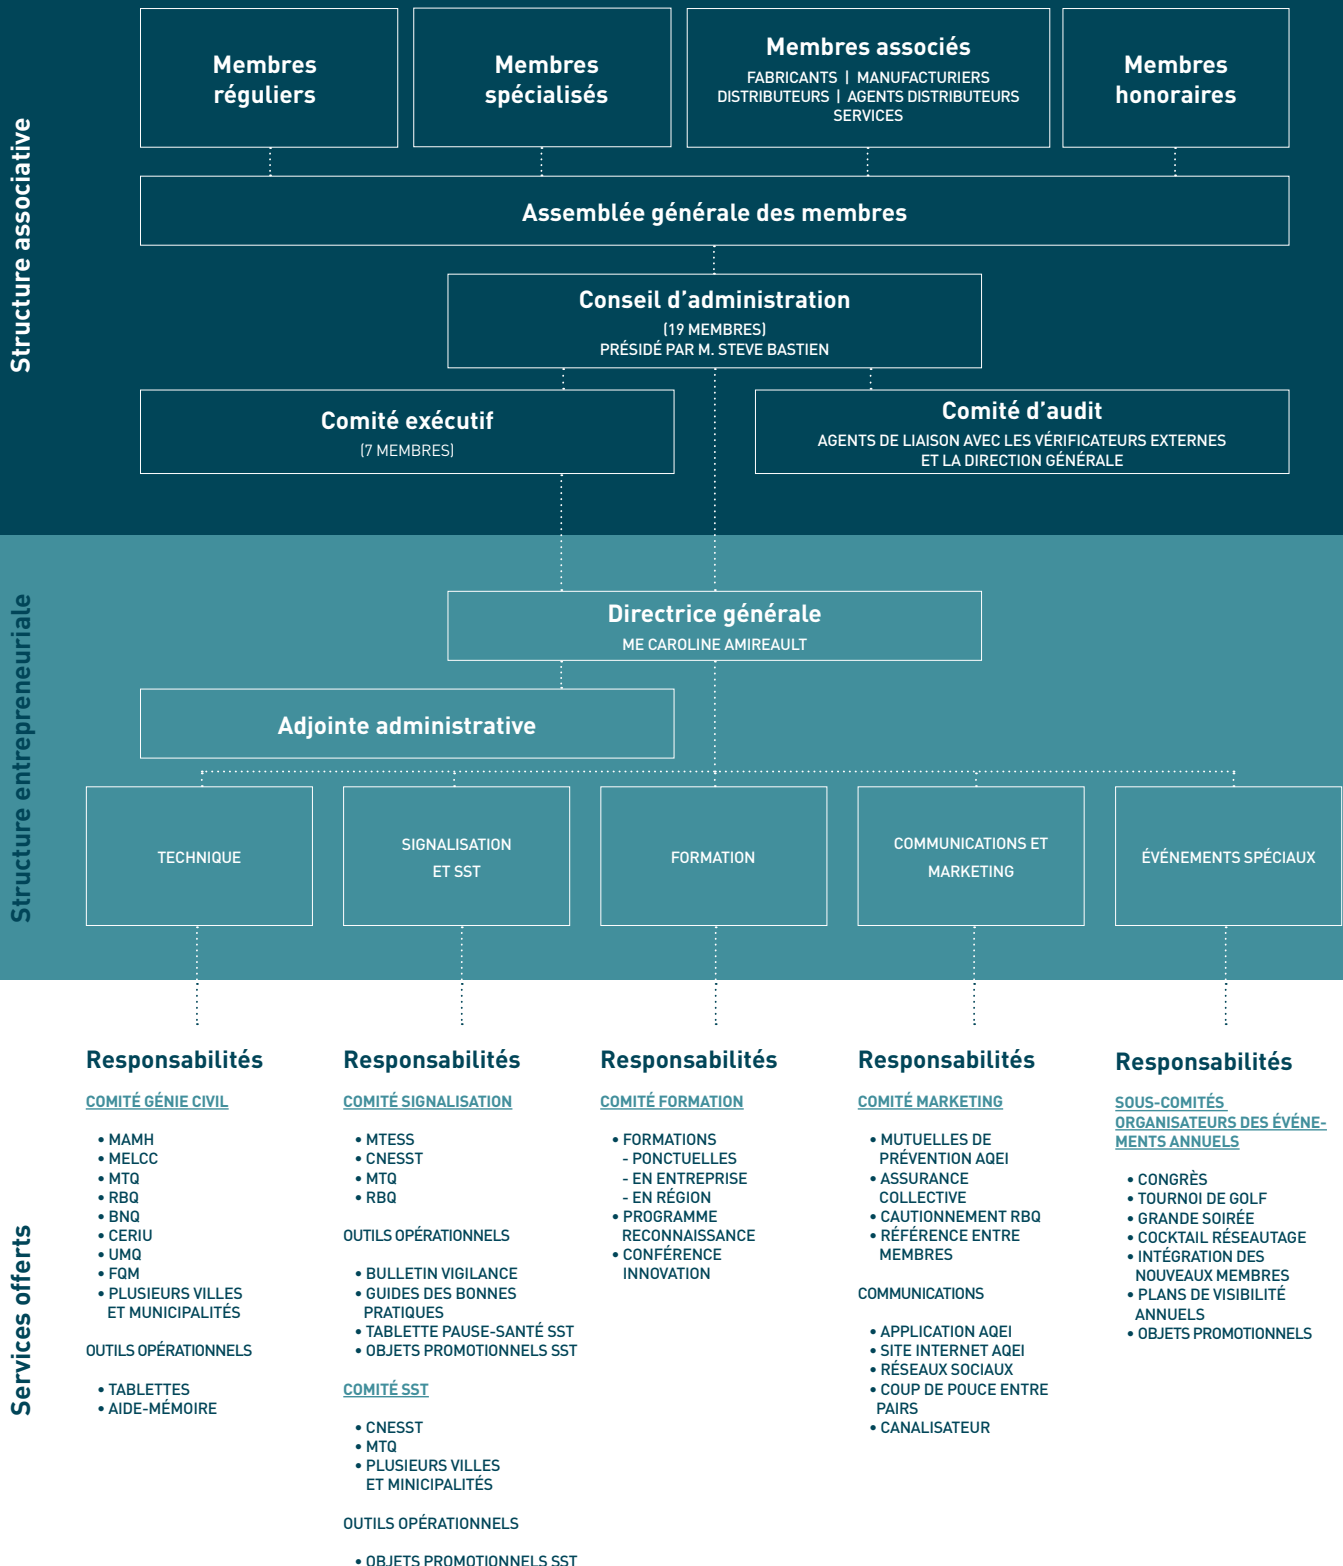 Structure associative
Membres
réguliers
Membres
spécialisés
Membres associés
FABRICANTS | MANUFACTURIERS
DISTRIBUTEURS | AGENTS DISTRIBUTEURS
SERVICES
Membres
honoraires
Assemblée générale des membres
Conseil d’administration
(19 MEMBRES)
PRÉSIDÉ PAR M. STEVE BASTIEN
Comité exécutif
(7 MEMBRES)
Comité d’audit
AGENTS DE LIAISON AVEC LES VÉRIFICATEURS EXTERNES
ET LA DIRECTION GÉNÉRALE
Structure entrepreneuriale
Directrice générale
ME CAROLINE AMIREAULT
Adjointe administrative
TECHNIQUE
SIGNALISATION
ET SST
FORMATION
COMMUNICATIONS ET
MARKETING
ÉVÉNEMENTS SPÉCIAUX
Services offerts
Responsabilités
COMITÉ GÉNIE CIVIL
• MAMH
• MELCC
• MTQ
• RBQ
• BNQ
• CERIU
• UMQ
• FQM
• PLUSIEURS VILLES
ET MUNICIPALITÉS
OUTILS OPÉRATIONNELS
• TABLETTES
• AIDE-MÉMOIRE
Responsabilités
COMITÉ SIGNALISATION
• MTESS
• CNESST
• MTQ
• RBQ
OUTILS OPÉRATIONNELS
• BULLETIN VIGILANCE
• GUIDES DES BONNES
PRATIQUES
• TABLETTE PAUSE-SANTÉ SST
• OBJETS PROMOTIONNELS SST
COMITÉ SST
• CNESST
• MTQ
• PLUSIEURS VILLES
ET MINICIPALITÉS
OUTILS OPÉRATIONNELS
• OBJETS PROMOTIONNELS SST
Responsabilités
COMITÉ FORMATION
• FORMATIONS
- PONCTUELLES
- EN ENTREPRISE
- EN RÉGION
• PROGRAMME
RECONNAISSANCE
• CONFÉRENCE
INNOVATION
Responsabilités
COMITÉ MARKETING
• MUTUELLES DE
PRÉVENTION AQEI
• ASSURANCE
COLLECTIVE
• CAUTIONNEMENT RBQ
• RÉFÉRENCE ENTRE
MEMBRES
COMMUNICATIONS
• APPLICATION AQEI
• SITE INTERNET AQEI
• RÉSEAUX SOCIAUX
• COUP DE POUCE ENTRE
PAIRS
• CANALISATEUR
Responsabilités
SOUS-COMITÉS
ORGANISATEURS DES ÉVÉNE-
MENTS ANNUELS
• CONGRÈS
• TOURNOI DE GOLF
• GRANDE SOIRÉE
• COCKTAIL RÉSEAUTAGE
• INTÉGRATION DES
NOUVEAUX MEMBRES
• PLANS DE VISIBILITÉ
ANNUELS
• OBJETS PROMOTIONNELS